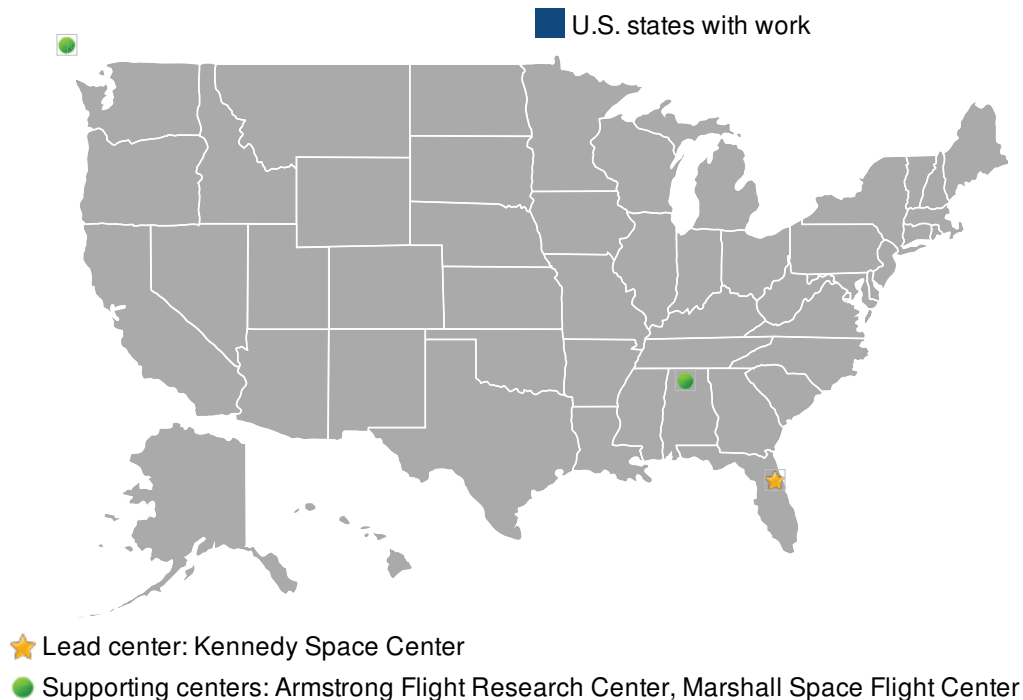 U.S. states with work
Lead center: Kennedy Space Center
Supporting centers: Armstrong Flight Research Center, Marshall Space Flight Center